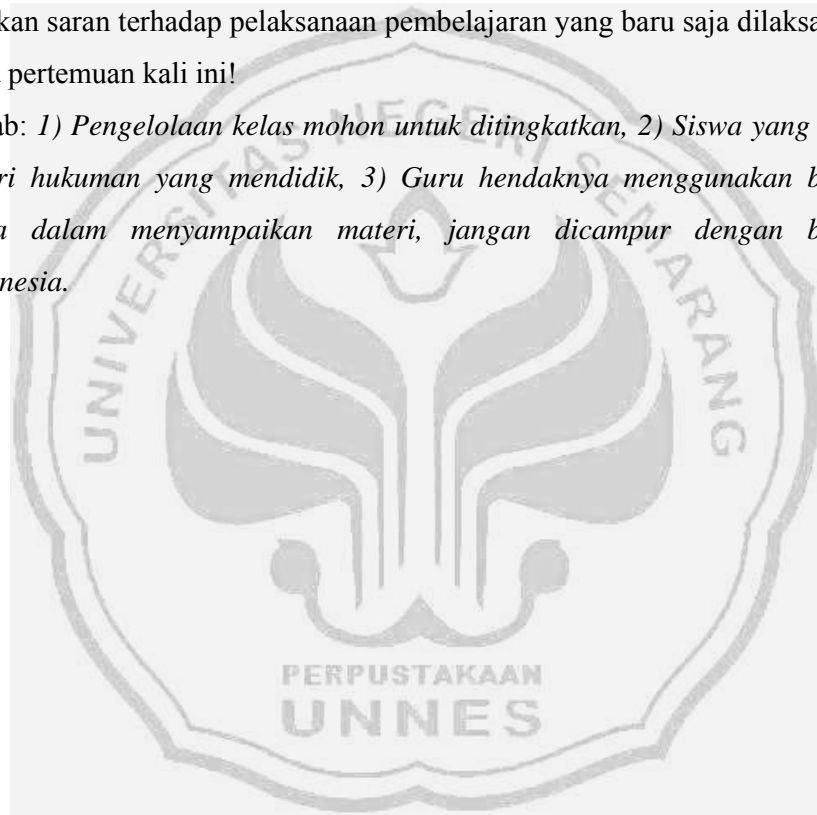 kan saran terhadap pelaksanaan pembelajaran yang baru saja dilaksa
pertemuan kali ini!
ab: 1) Pengelolaan kelas mohon untuk ditingkatkan, 2) Siswa yang
ri hukuman yang mendidik, 3) Guru hendaknya menggunakan b
a dalam menyampaikan materi, jangan dicampur dengan b
nesia.
UNIVERSITAS NEGERI SEMARANG
PERPUSTAKAAN
UNNES